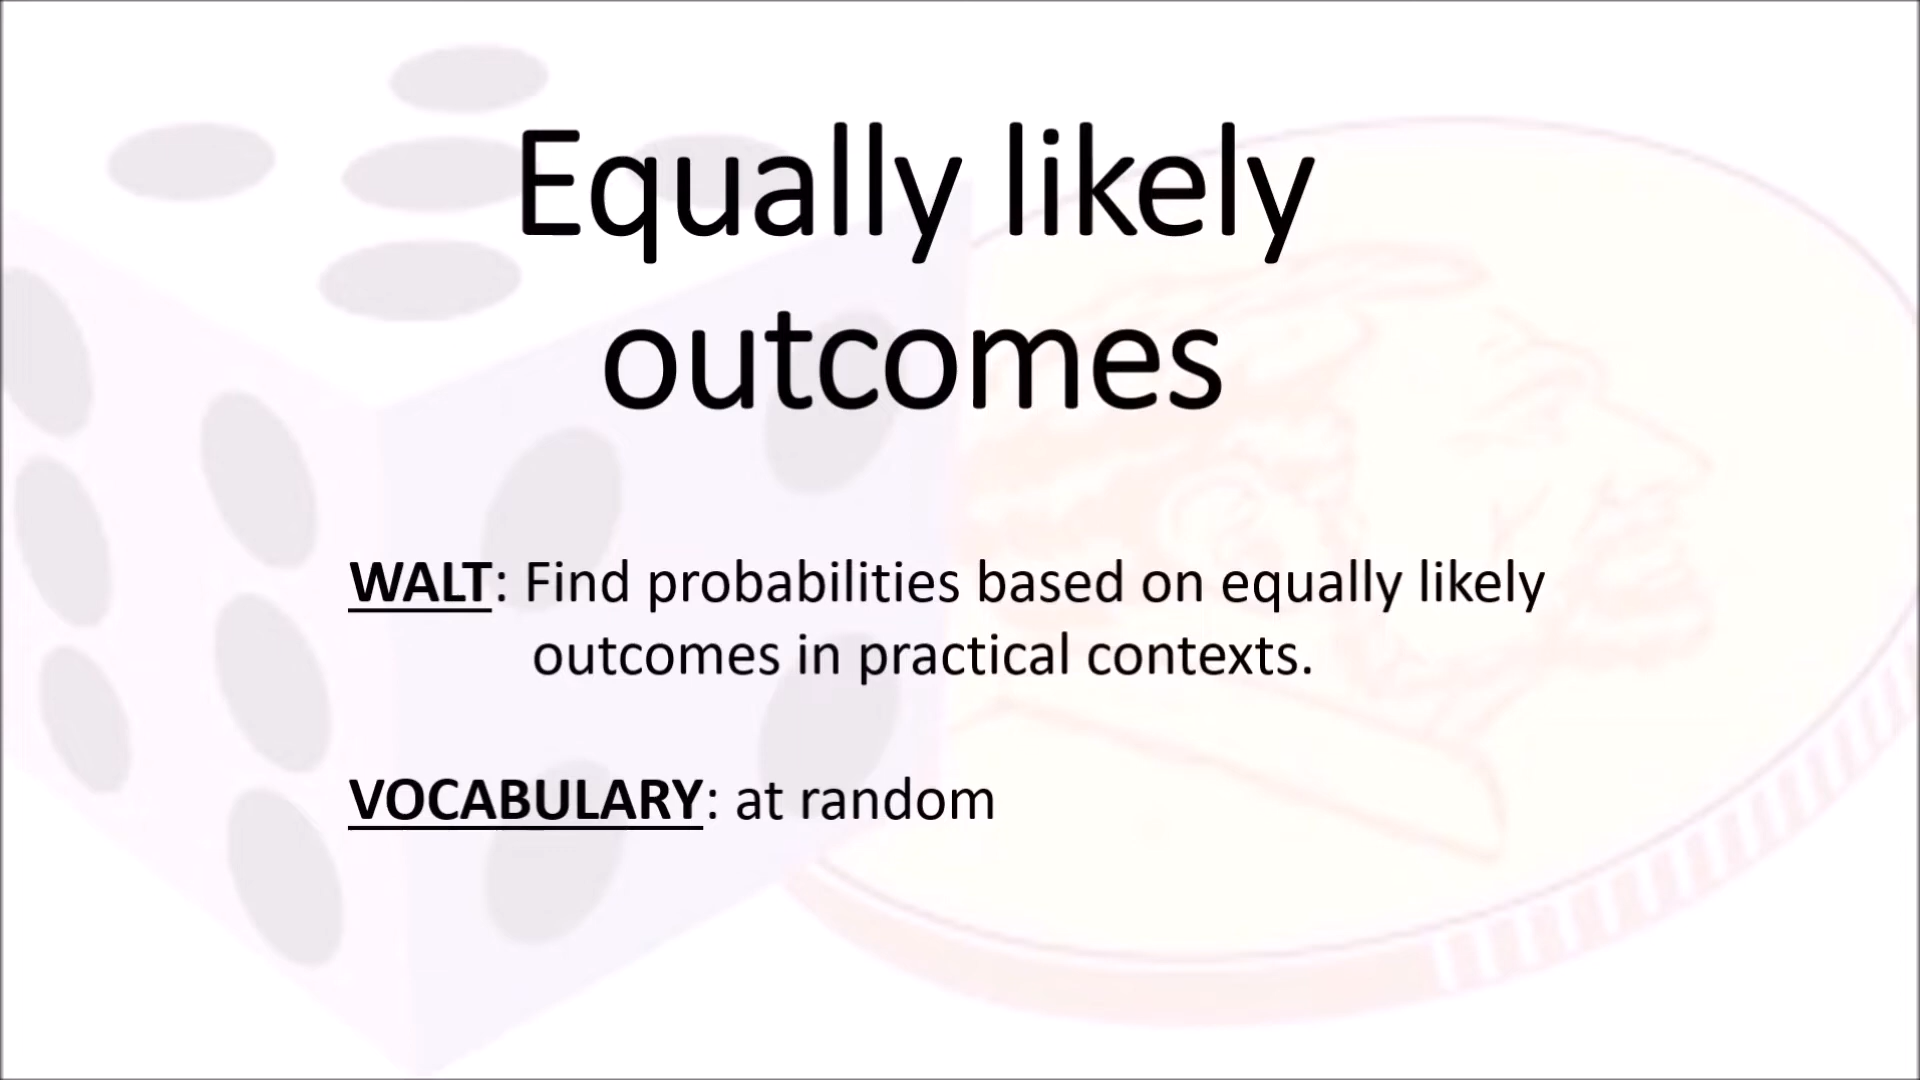 Equally likely
outcomes
WALT: Find probabilities based on equally likely
outcomes in practical contexts.
VOCABULARY: at random